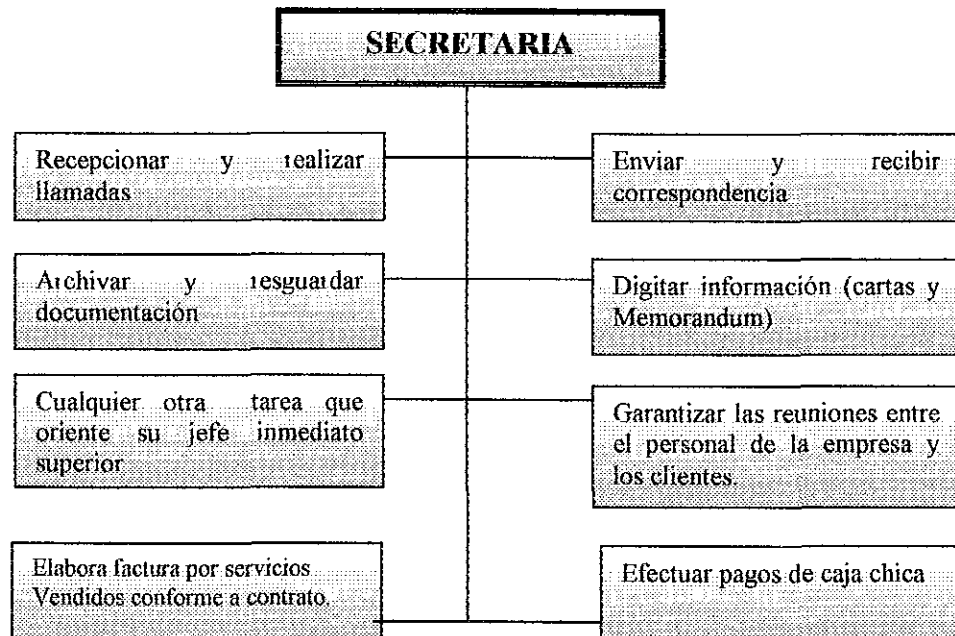 SECRETARIA
Recepcionar y realizar
llamadas
Enviar y recibir
correspondencia
Archivar y resguardar
documentación
Digitar información (cartas y
Memorandum)
Cualquier otra tarea que
oriente su jefe inmediato
superior
Garantizar las reuniones entre
el personal de la empresa y
los clientes.
Elabora factura por servicios
Vendidos conforme a contrato.
Efectuar pagos de caja chica